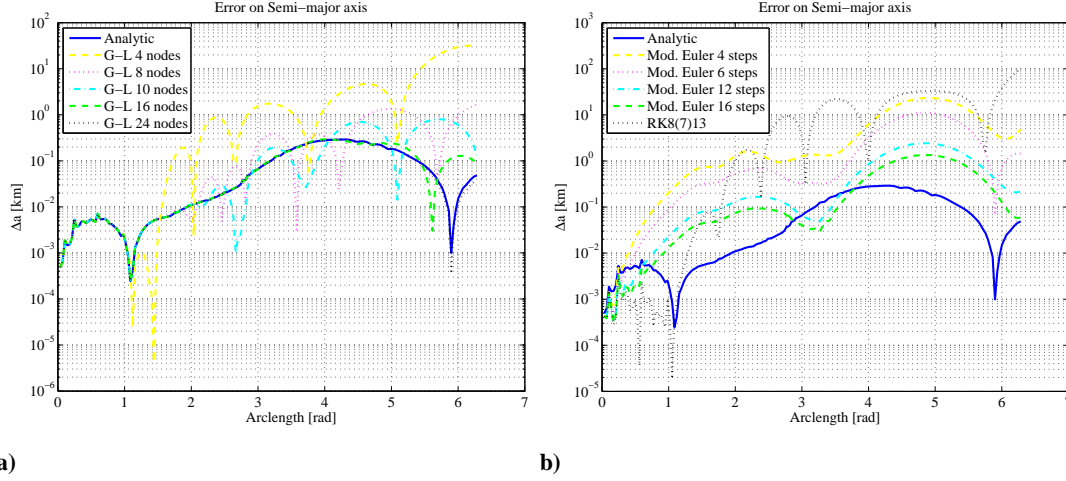 Error on Semi−major axis
10^2
10^1
10^0
10^−1
10^−2
10^−3
10^−4
10^−5
10^−6
Δa [km]
Analytic
G−L 4 nodes
G−L 8 nodes
G−L 10 nodes
G−L 16 nodes
G−L 24 nodes
0 1 2 3 4 5 6 7
Arclength [rad]
a)
Error on Semi−major axis
10^3
10^2
10^1
10^0
10^−1
10^−2
10^−3
10^−4
10^−5
Δa [km]
Analytic
Mod. Euler 4 steps
Mod. Euler 6 steps
Mod. Euler 12 steps
Mod. Euler 16 steps
RK8(7)13
0 1 2 3 4 5 6 7
Arclength [rad]
b)